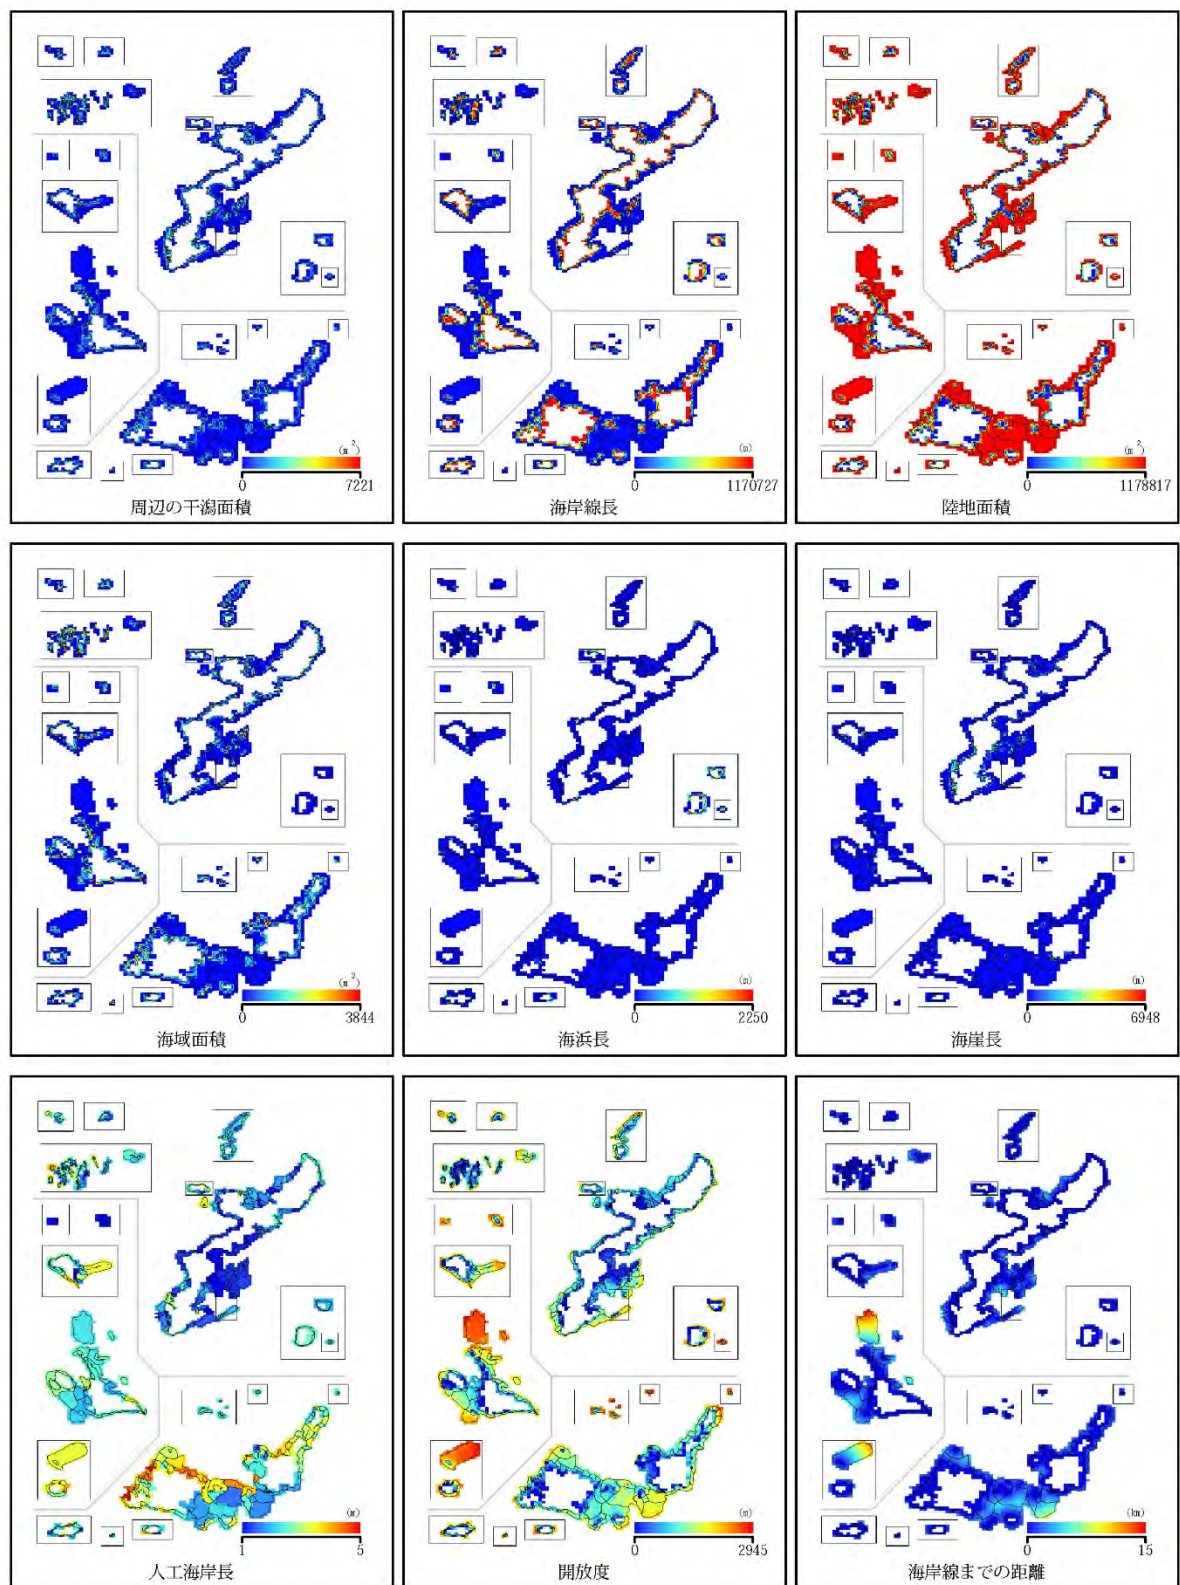 (m²)
0 7221
周辺の干潟面積
(m)
0 1170727
海岸線長
(m²)
0 1178817
陸地面積
(m²)
0 3844
海域面積
(m)
0 2250
海浜長
(m)
0 6948
海崖長
(m)
1 5
人工海岸長
(m)
0 2945
開放度
(km)
0 15
海岸線までの距離